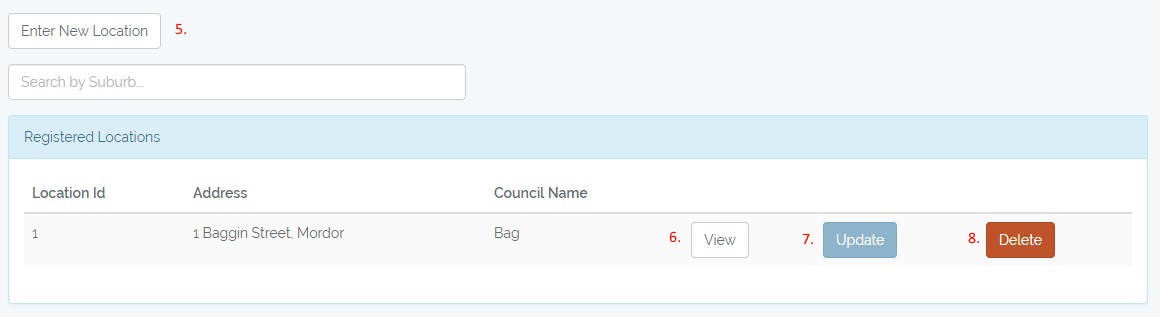 Enter New Location 5.
Search by Suburb...
Registered Locations
Location Id Address Council Name
1 1 Baggin Street, Mordor Bag 6. View 7. Update 8. Delete